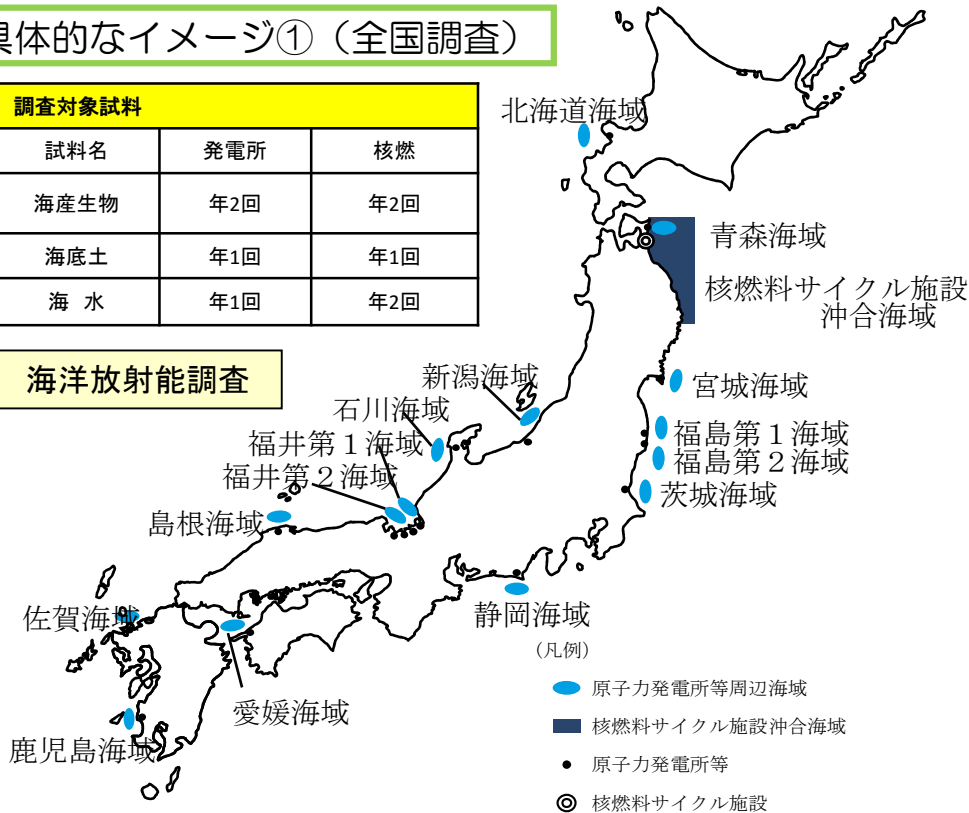 具体的なイメージ①（全国調査）
調査対象試料
試料名 発電所 核燃
海産生物 年2回 年2回
海底土 年1回 年1回
海 水 年1回 年2回
海洋放射能調査
北海道海域
青森海域
核燃料サイクル施設
沖合海域
宮城海域
福島第１海域
福島第２海域
茨城海域
新潟海域
石川海域
福井第１海域
福井第２海域
島根海域
佐賀海域
静岡海域
愛媛海域
鹿児島海域
(凡例)
原子力発電所等周辺海域
核燃料サイクル施設沖合海域
原子力発電所等
核燃料サイクル施設